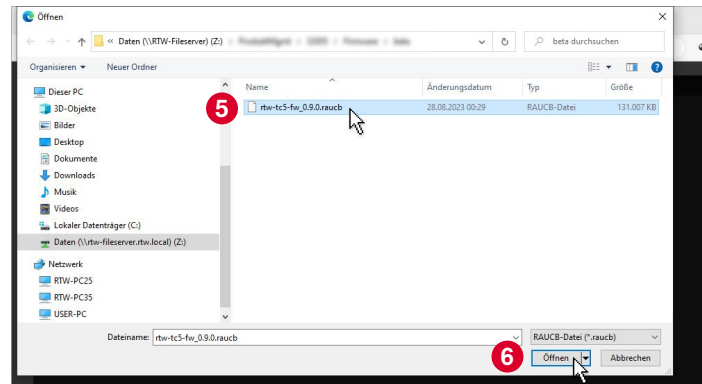 Öffnen
« Daten (\\RTW-Fileserver) (Z:)
beta durchsuchen
Organisieren
Neuer Ordner
Dieser PC
3D-Objekte
Bilder
Desktop
Dokumente
Downloads
Musik
Videos
Lokaler Datenträger (C:)
Daten (\\rtw-fileserver.rtw.local) (Z:)
Netzwerk
RTW-PC25
RTW-PC35
USER-PC
Name Änderungsdatum Typ Größe
5 rtw-tc5-fw_0.9.0.raucb 28.08.2023 00:29 RAUCB-Datei 131.007 KB
Dateiname: rtw-tc5-fw_0.9.0.raucb RAUCB-Datei (*.raucb)
6 Öffnen Abbrechen